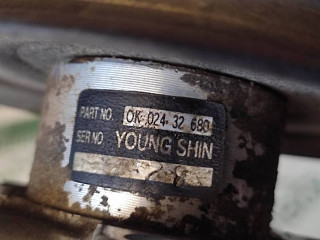 PART NO. OK 024 32 680
SER NO YOUNG SHIN